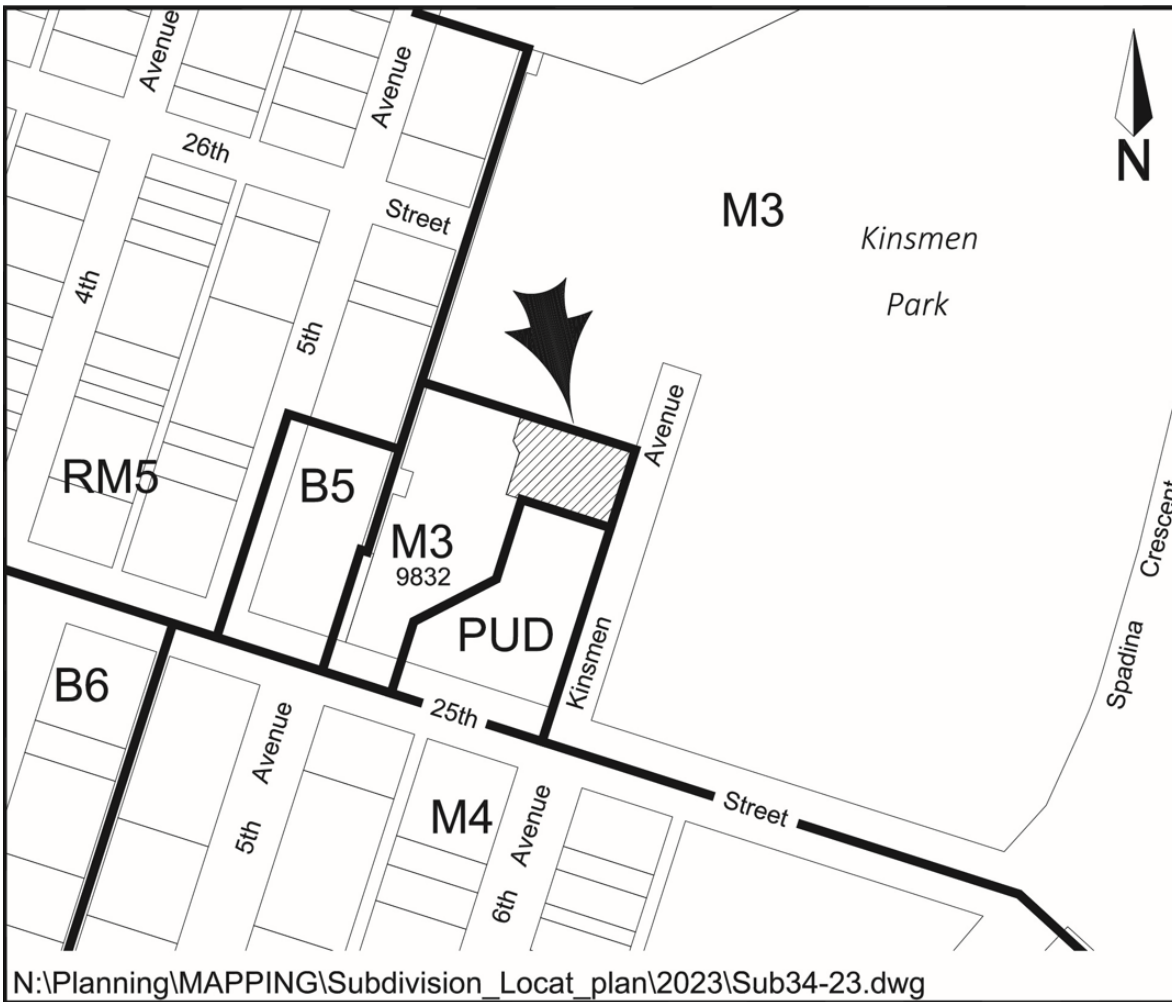 Avenue
Avenue
26th
Street
N
M3
Kinsmen
Park
4th
5th
Avenue
RM5
B5
M3
9832
PUD
Kinsmen
Crescent
Spadina
B6
25th
Street
Avenue
5th
M4
Avenue
6th
N:\Planning\MAPPING\Subdivision_Locat_plan\2023\Sub34-23.dwg